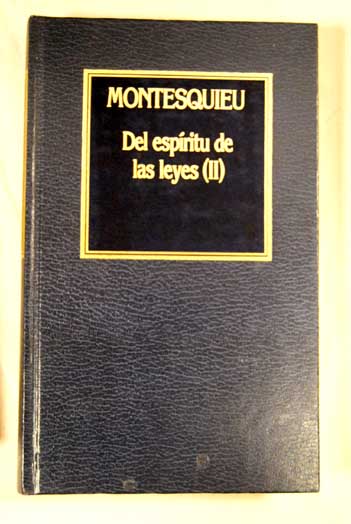 MONTESQUIEU
Del espíritu de
las leyes (II)